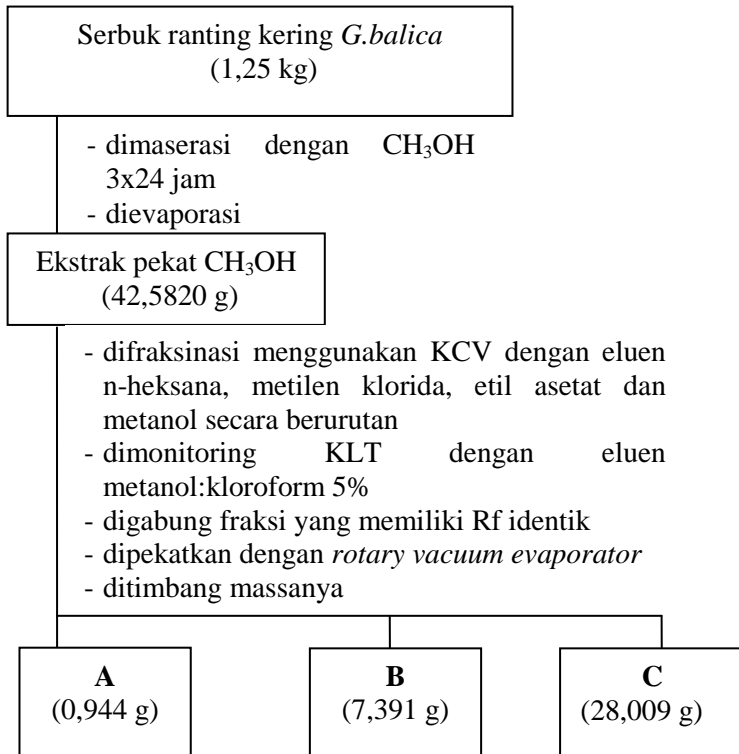 Serbuk ranting kering G.balica
(1,25 kg)
- dimaserasi dengan CH₃OH
3x24 jam
- dievaporasi
Ekstrak pekat CH₃OH
(42,5820 g)
- difraksinasi menggunakan KCV dengan eluen
n-heksana, metilen klorida, etil asetat dan
metanol secara berurutan
- dimonitoring KLT dengan eluen
metanol:kloroform 5%
- digabung fraksi yang memiliki Rf identik
- dipekatkan dengan rotary vacuum evaporator
- ditimbang massanya
A
(0,944 g)
B
(7,391 g)
C
(28,009 g)